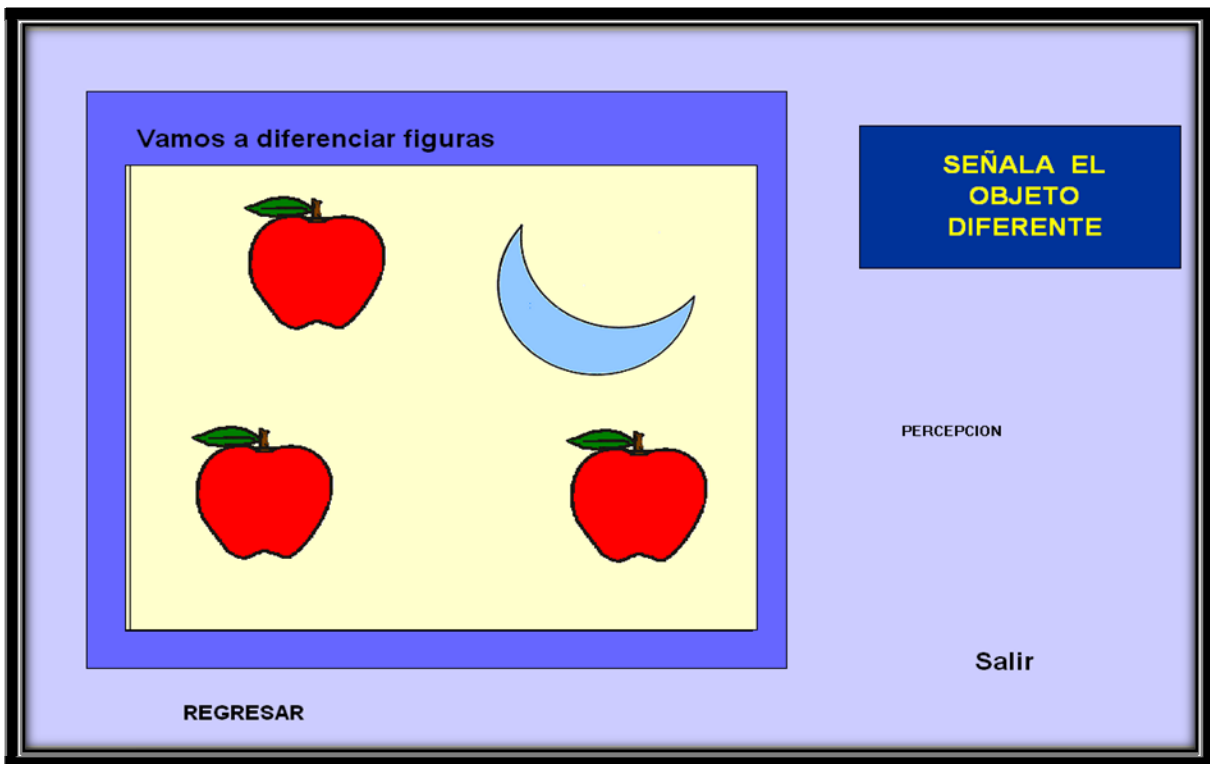 Vamos a diferenciar figuras
SEÑALA EL
OBJETO
DIFERENTE
PERCEPCION
Salir
REGRESAR